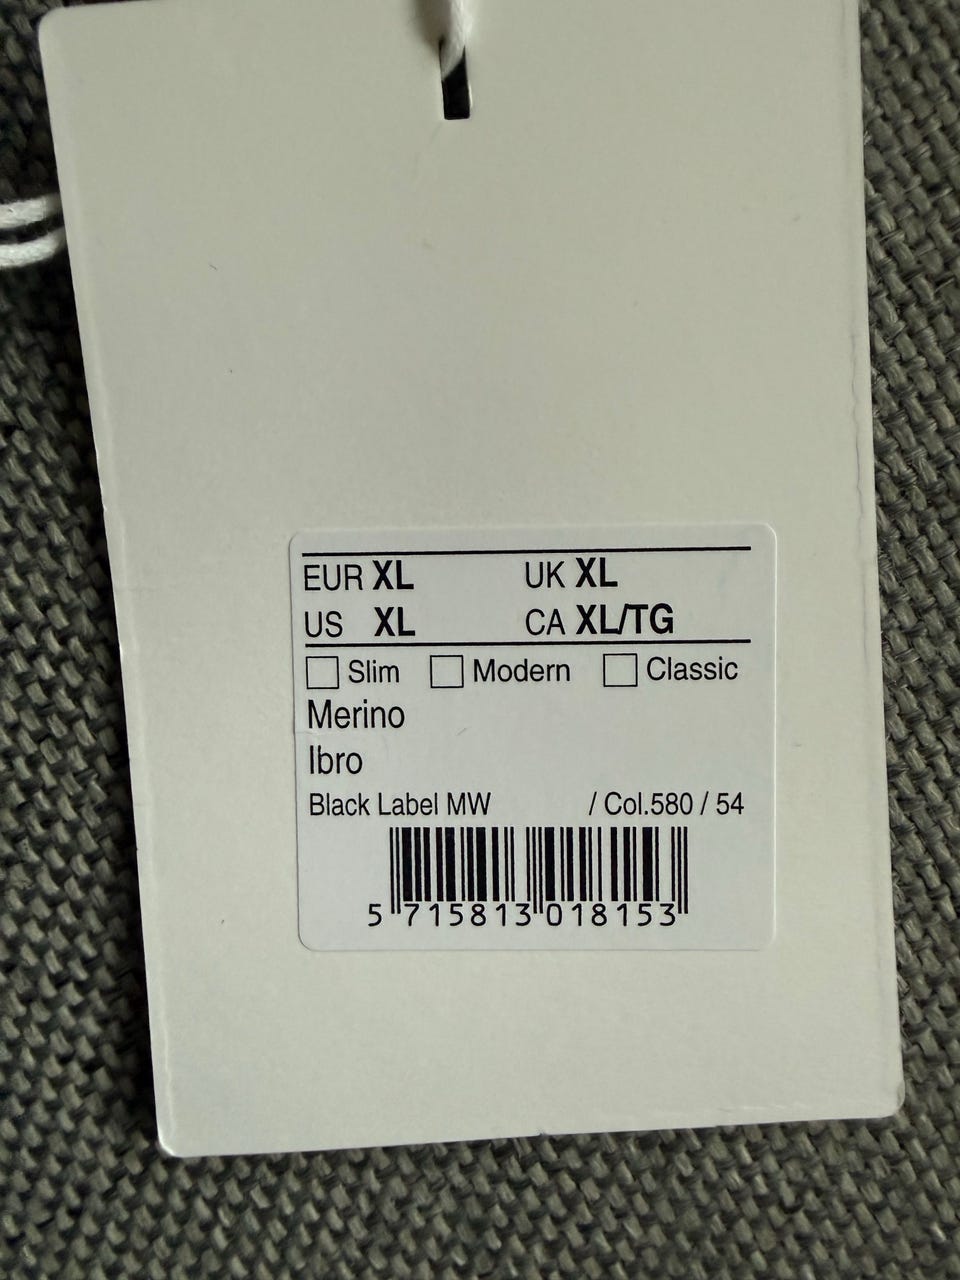 EUR XL UK XL
US XL CA XL/TG
Slim Modern Classic
Merino
Ibro
Black Label MW / Col.580 / 54
5 715813 018153